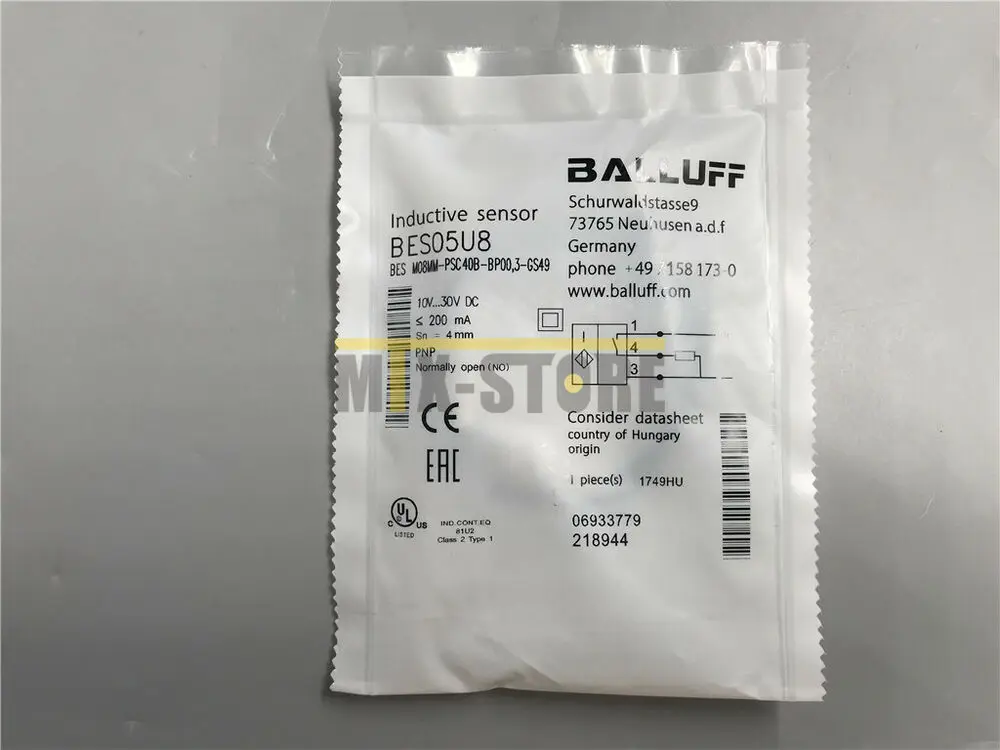 BALLUFF
Schurwaldstasse9
73765 Neuhusen a.d.f
Germany
phone +49 7158 173-0
www.balluff.com
Inductive sensor
BES05U8
BES M08MM-PSC40B-BP00,3-GS49
10V...30V DC
≤ 200 mA
Sn = 4mm
PNP
Normally open (NO)
1
4
3
MIX-STORE
CE
EAC
Consider datasheet
country of Hungary
origin
1 piece(s) 1749HU
06933779
218944
C UL US
LISTED
IND.CONT.EQ
81U2
Class 2 Type 1